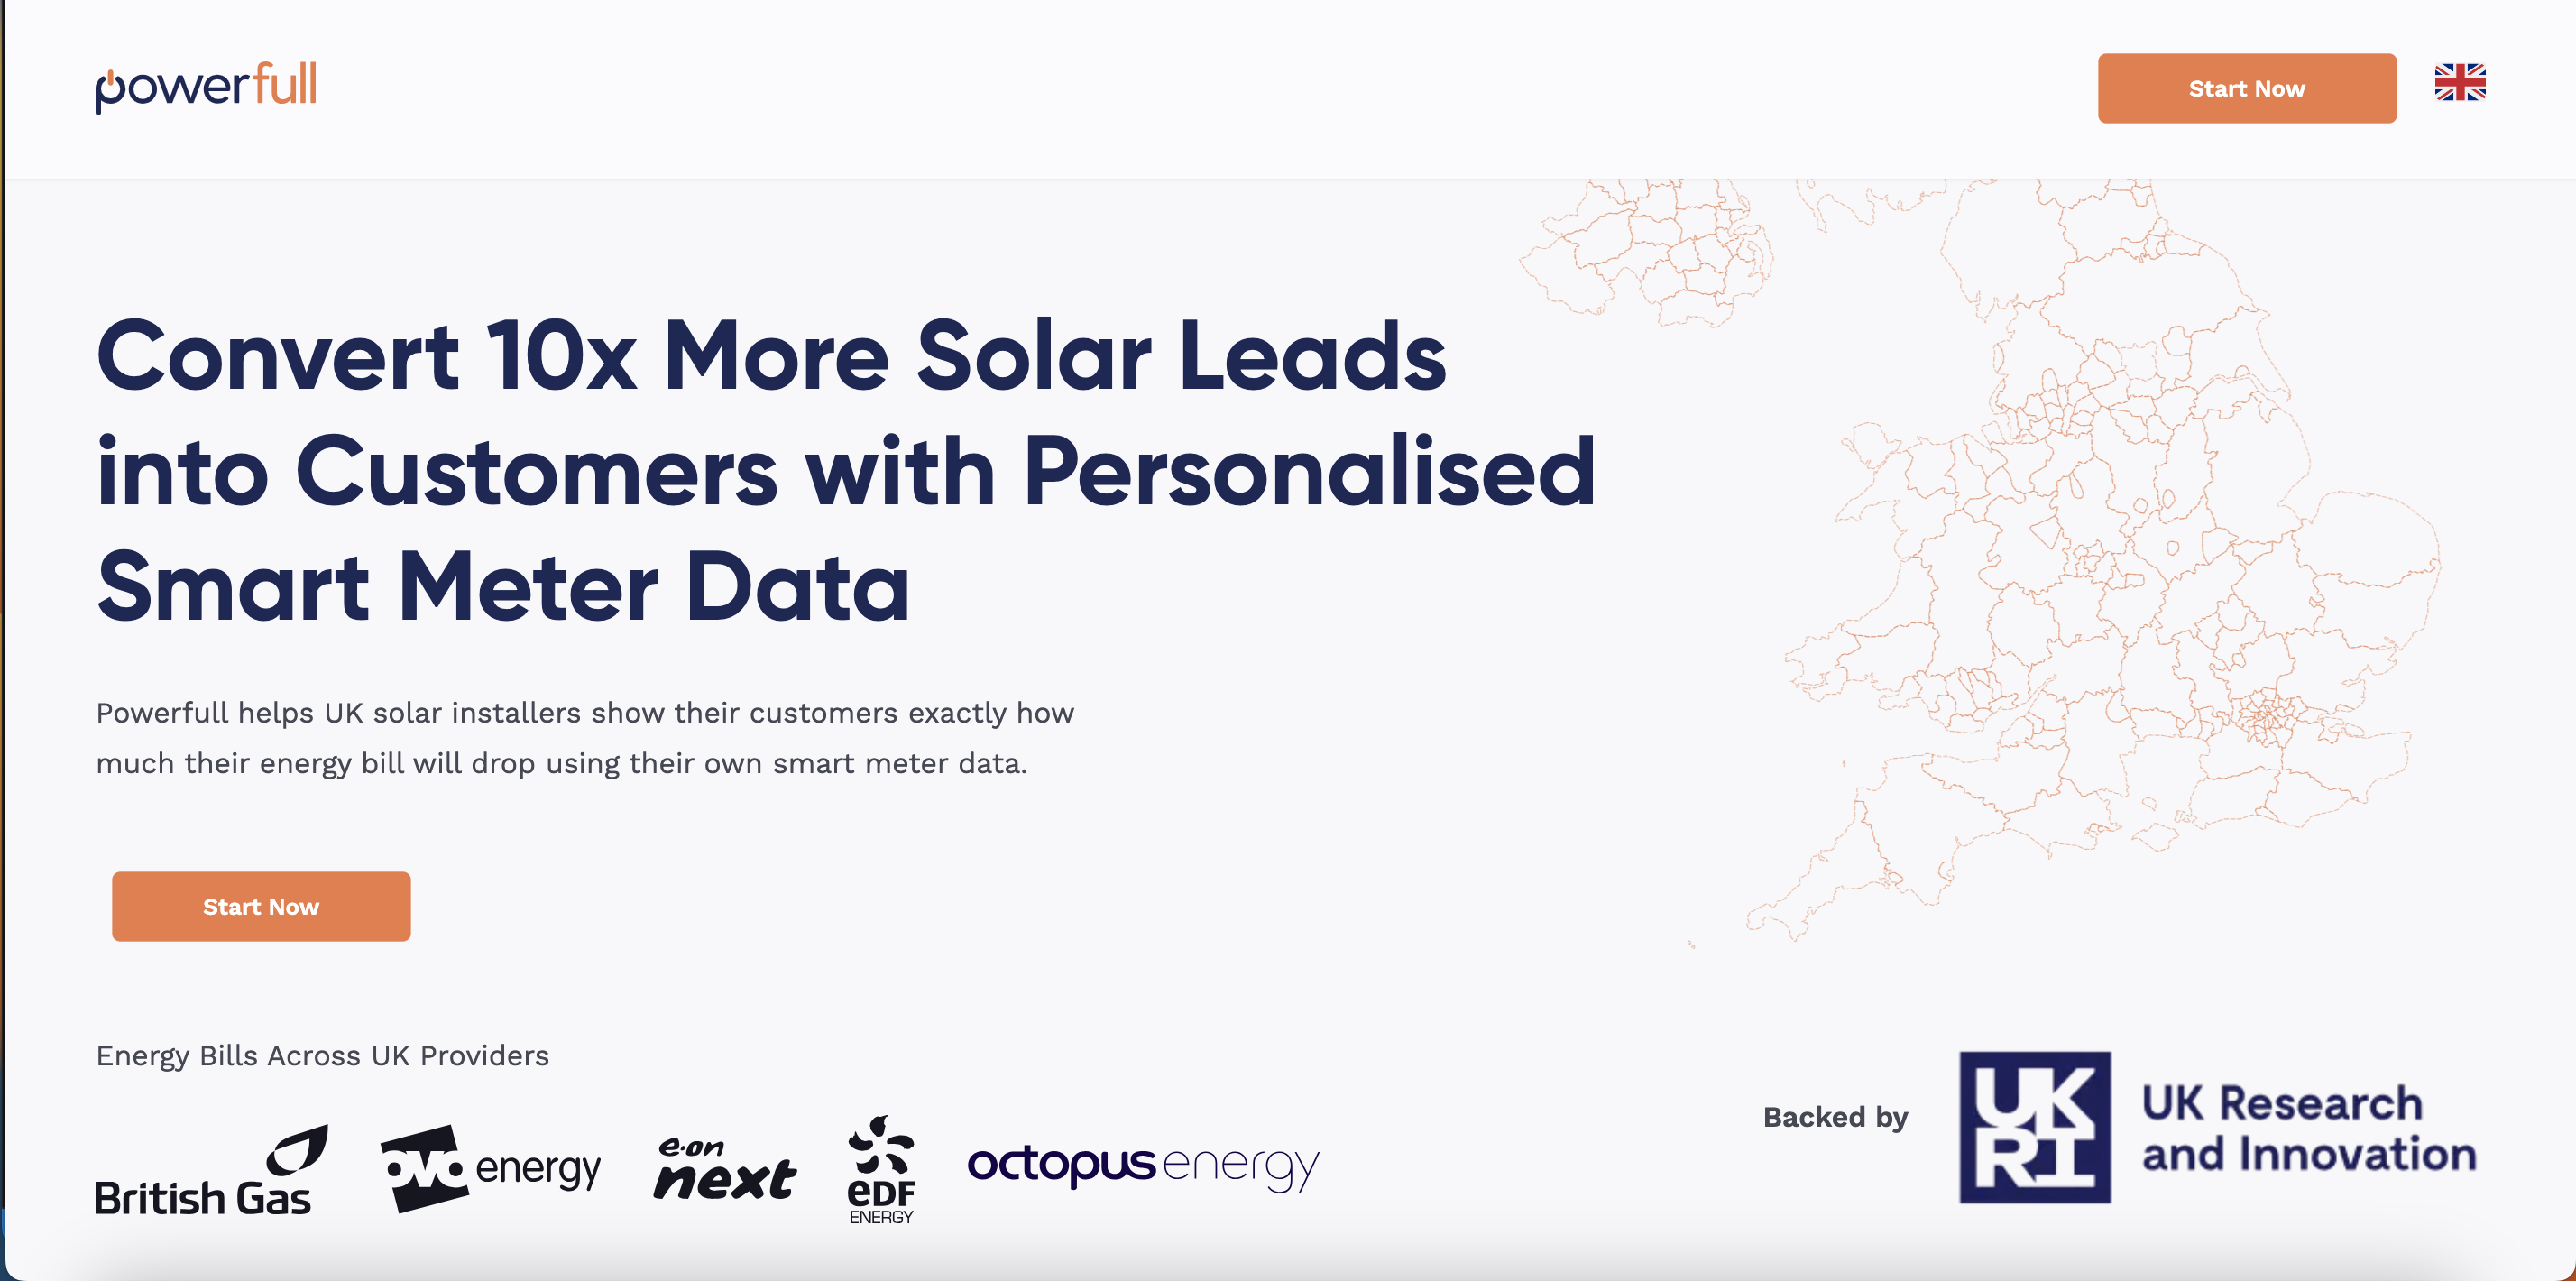 powerfull
Start Now
Convert 10x More Solar Leads
into Customers with Personalised
Smart Meter Data
Powerfull helps UK solar installers show their customers exactly how
much their energy bill will drop using their own smart meter data.
Start Now
Energy Bills Across UK Providers
British Gas
ovo energy
e·on
next
eDF
ENERGY
octopus energy
Backed by
UK
RI
UK Research
and Innovation